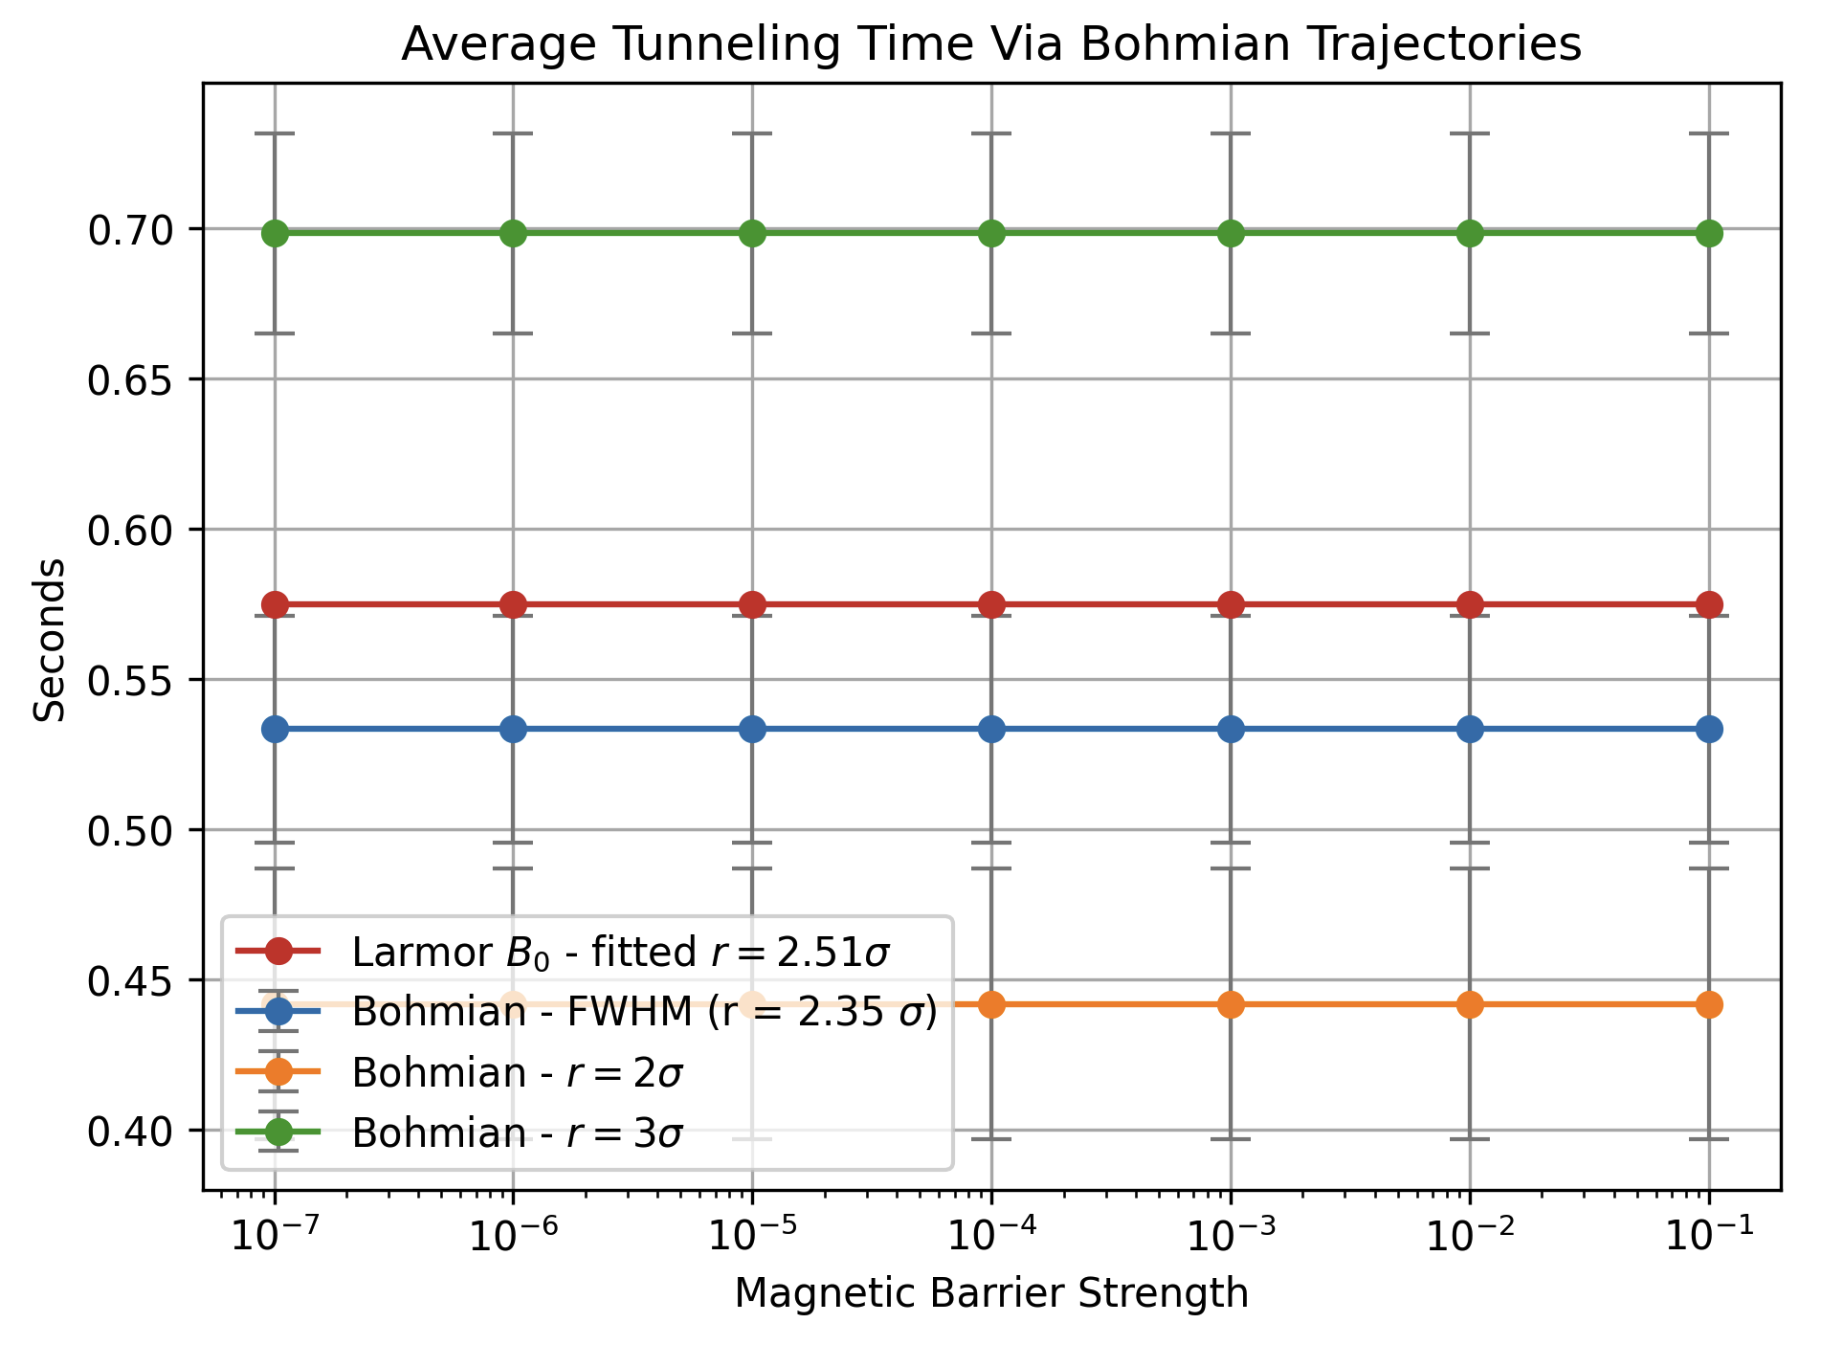 Average Tunneling Time Via Bohmian Trajectories
0.70
0.65
0.60
0.55
0.50
0.45
0.40
Seconds
Larmor B₀ - fitted r = 2.51σ
Bohmian - FWHM (r = 2.35 σ)
Bohmian - r = 2σ
Bohmian - r = 3σ
10⁻⁷ 10⁻⁶ 10⁻⁵ 10⁻⁴ 10⁻³ 10⁻² 10⁻¹
Magnetic Barrier Strength